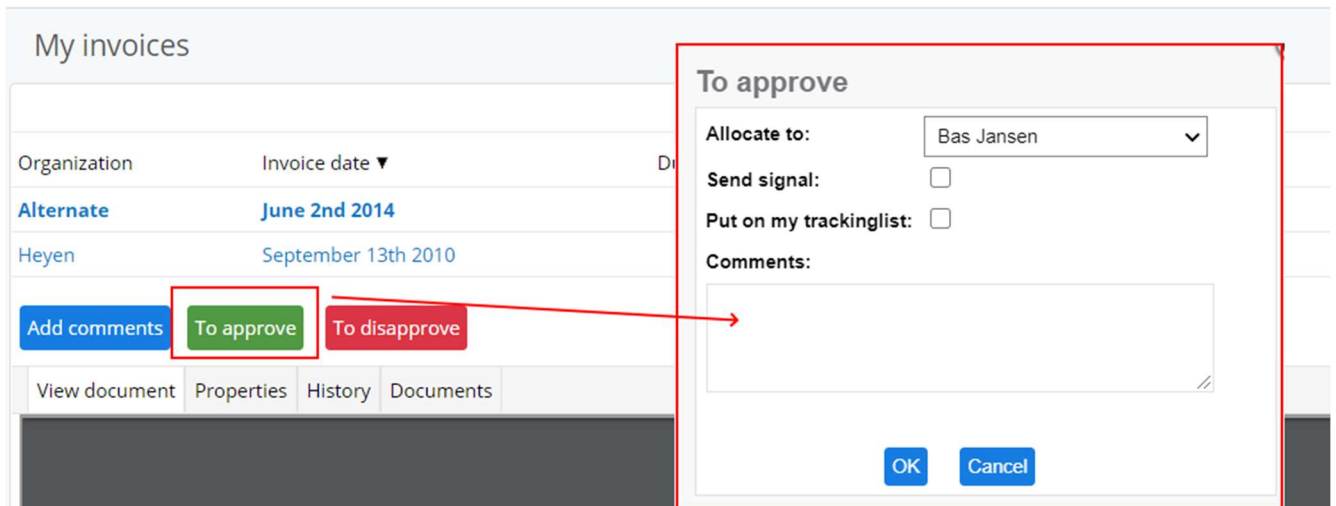 My invoices
Organization Invoice date ▼
Alternate June 2nd 2014
Heyen September 13th 2010
Add comments To approve To disapprove
View document Properties History Documents
To approve
Allocate to: Bas Jansen
Send signal:
Put on my trackinglist:
Comments:
OK Cancel